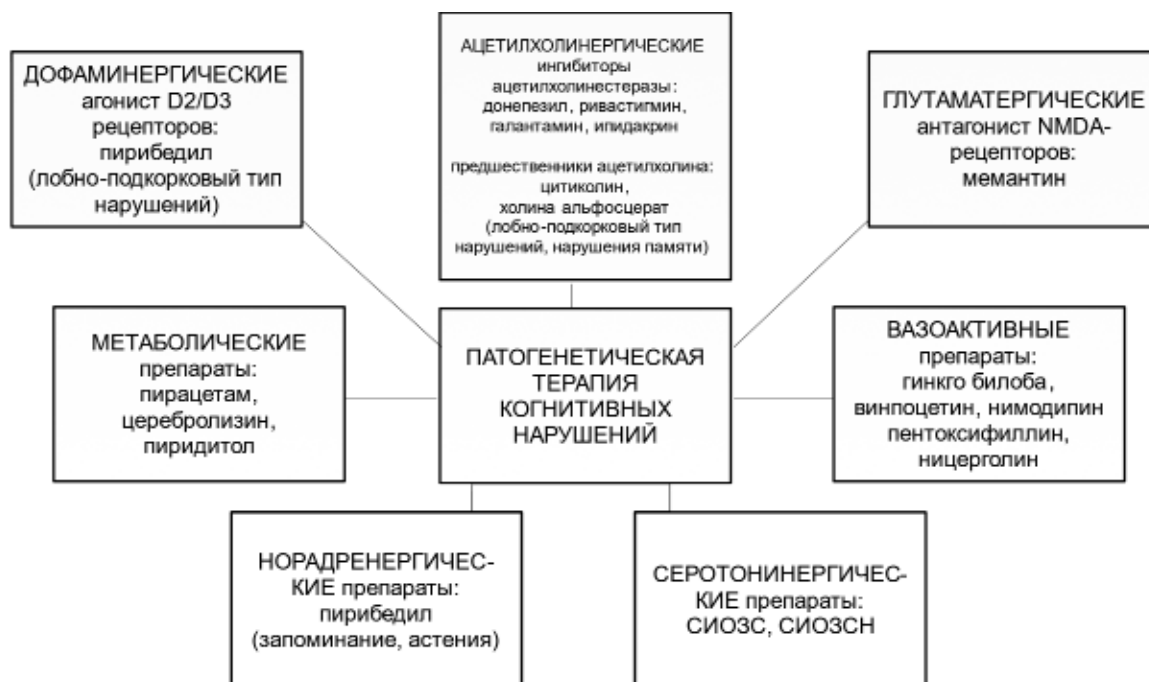 ДОФАМИНЕРГИЧЕСКИЕ
агонист D2/D3
рецепторов:
пирибедил
(лобно-подкорковый тип
нарушений)
АЦЕТИЛХОЛИНЕРГИЧЕСКИЕ
ингибиторы
ацетилхолинестеразы:
донепезил, ривастигмин,
галантамин, ипидакрин
предшественники ацетилхолина:
цитиколин,
холина альфосцерат
(лобно-подкорковый тип
нарушений, нарушения памяти)
ГЛУТАМАТЕРГИЧЕСКИЕ
антагонист NMDA-
рецепторов:
мемантин
МЕТАБОЛИЧЕСКИЕ
препараты:
пирацетам,
церебролизин,
пиридитол
ПАТОГЕНЕТИЧЕСКАЯ
ТЕРАПИЯ
КОГНИТИВНЫХ
НАРУШЕНИЙ
ВАЗОАКТИВНЫЕ
препараты:
гинкго билоба,
винпоцетин, нимодипин
пентоксифиллин,
ницерголин
НОРАДРЕНЕРГИЧЕС-
КИЕ препараты:
пирибедил
(запоминание, астения)
СЕРОТОНИНЕРГИЧЕС-
КИЕ препараты:
СИОЗС, СИОЗСН